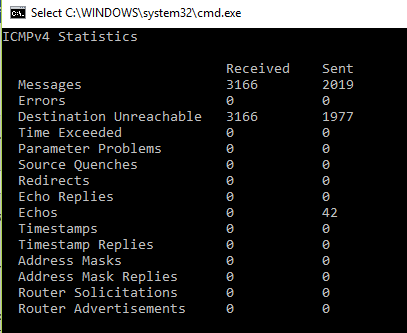 Select C:\WINDOWS\system32\cmd.exe
ICMPv4 Statistics
Received Sent
Messages 3166 2019
Errors 0 0
Destination Unreachable 3166 1977
Time Exceeded 0 0
Parameter Problems 0 0
Source Quenches 0 0
Redirects 0 0
Echo Replies 0 0
Echos 0 42
Timestamps 0 0
Timestamp Replies 0 0
Address Masks 0 0
Address Mask Replies 0 0
Router Solicitations 0 0
Router Advertisements 0 0